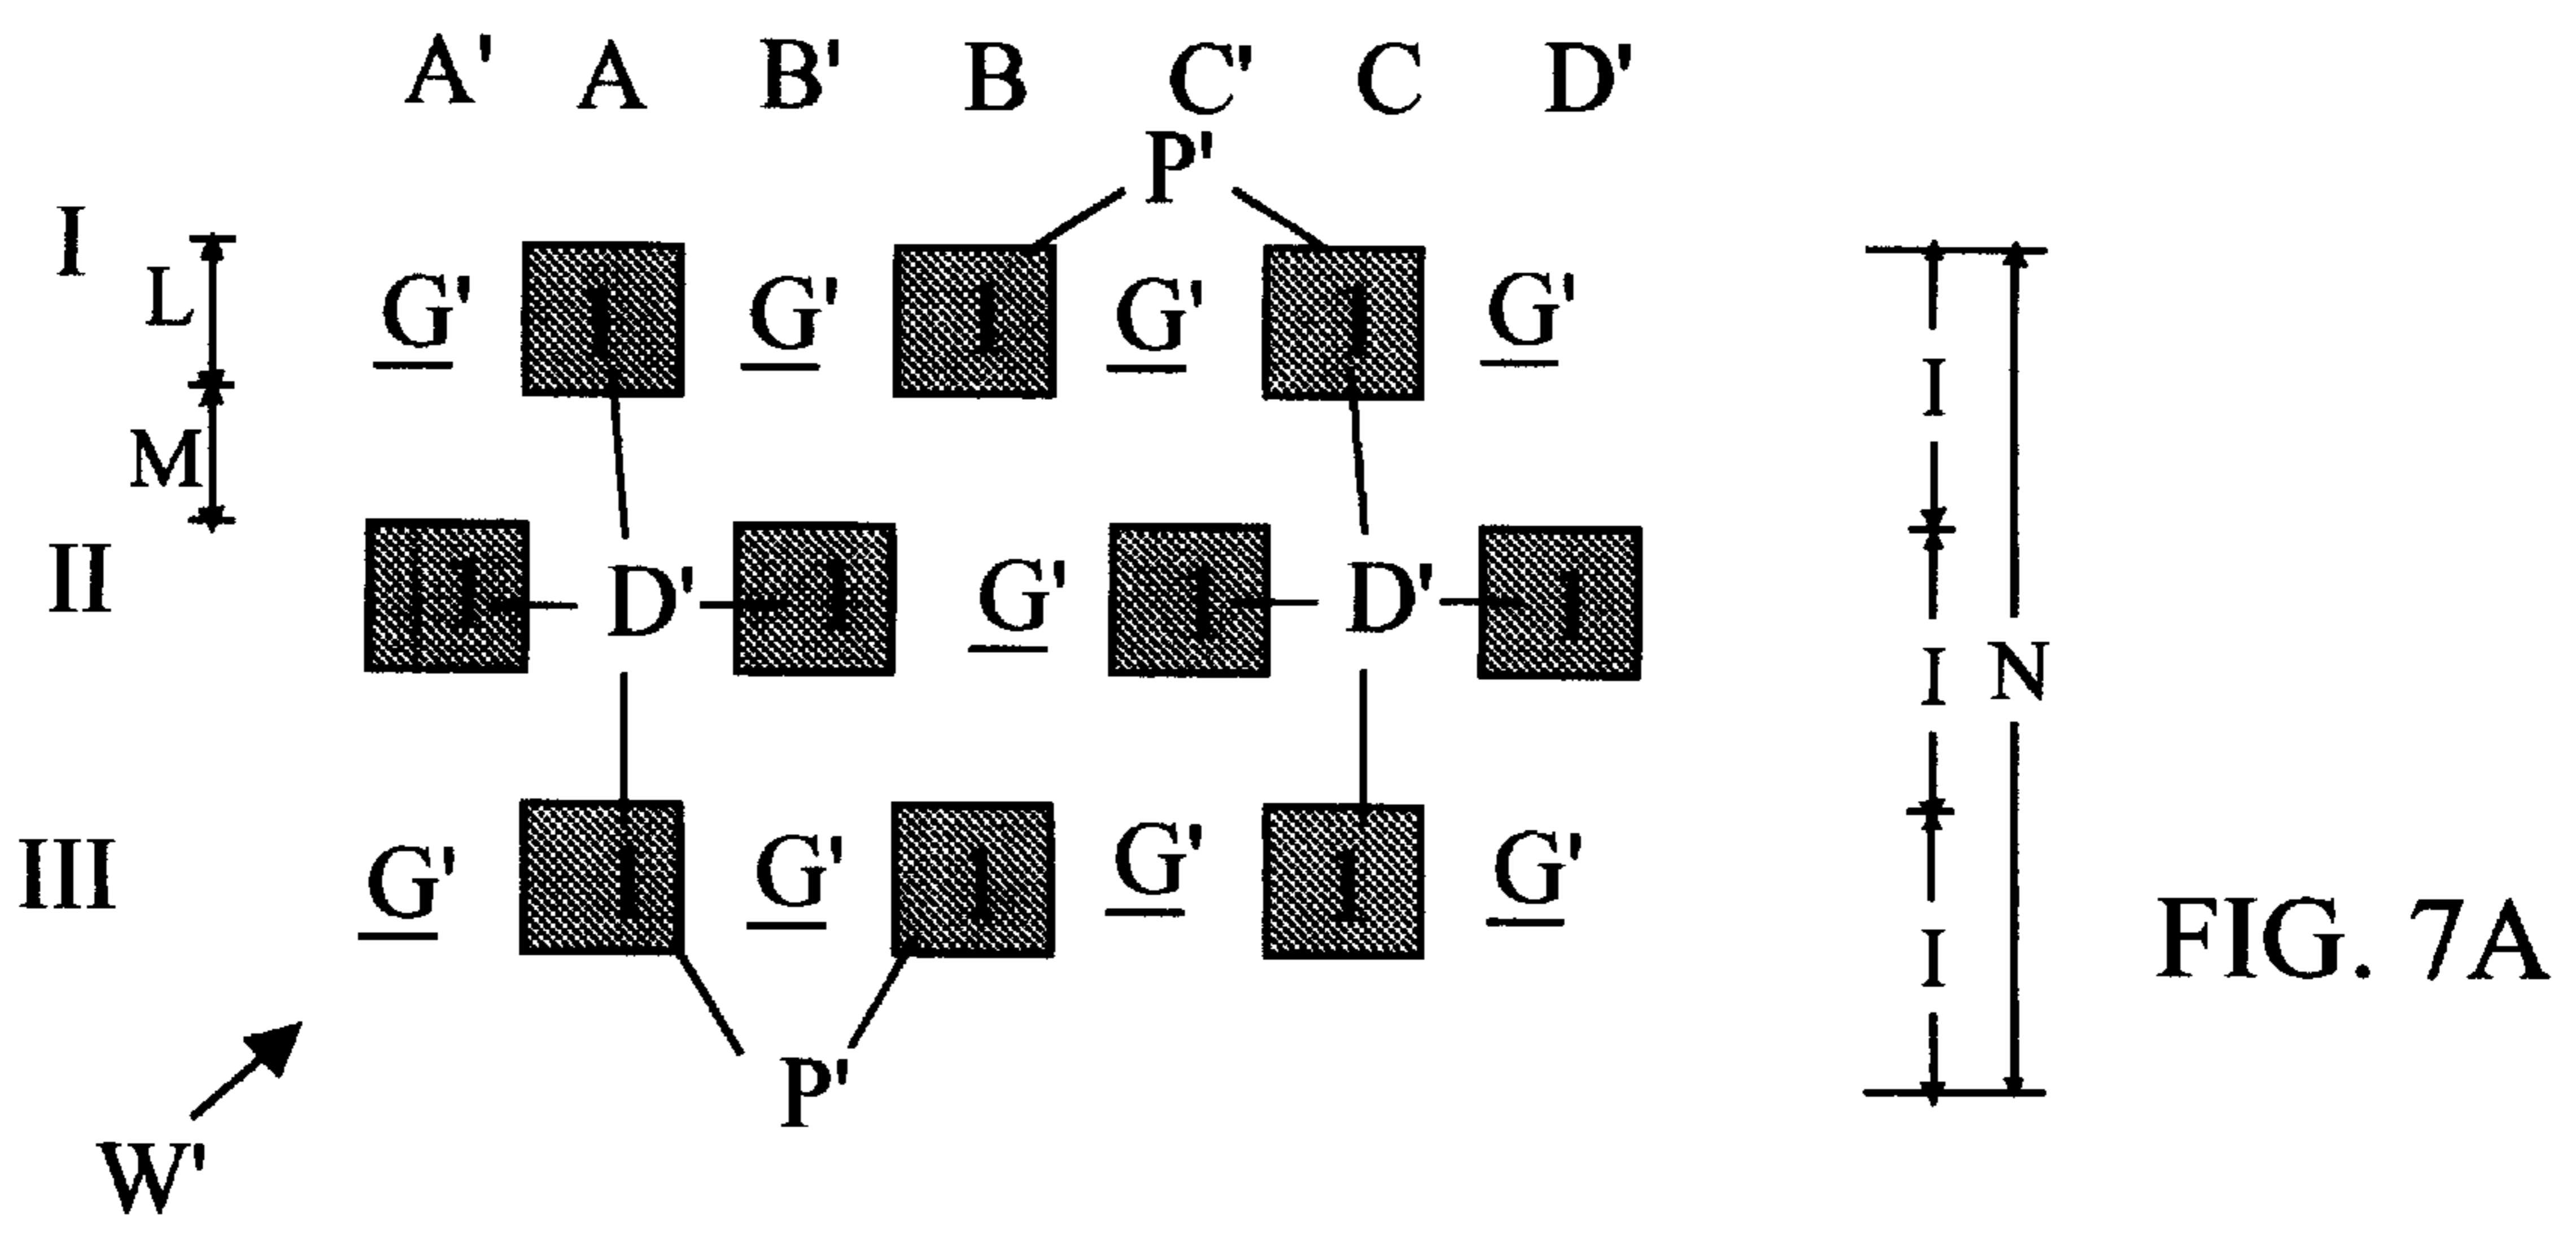 A' A B' B C' C D'
P'
I
L
G' I G' I G' I G'
M
I
II
I D' I G' I D' I
I N
III
G' I G' I G' I G'
I
FIG. 7A
P'
W'